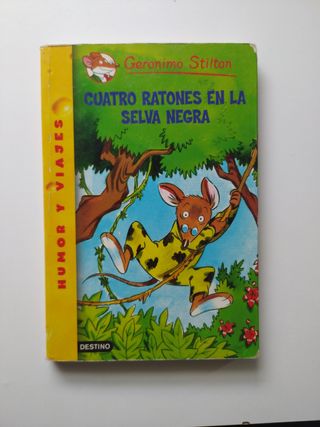 Geronimo Stilton
CUATRO RATONES EN LA
SELVA NEGRA
HUMOR Y VIAJES
DESTINO